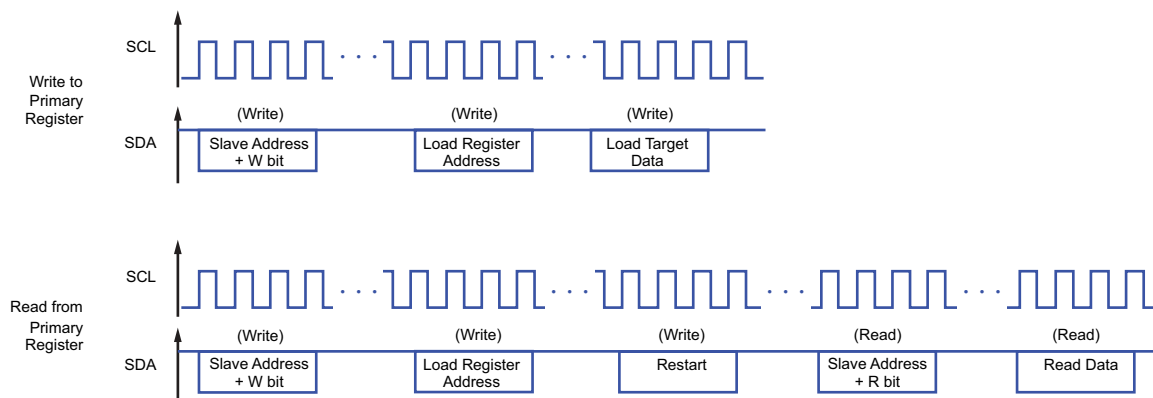 SCL
Write to
Primary
Register
(Write) (Write) (Write)
SDA
Slave Address
+ W bit
Load Register
Address
Load Target
Data
SCL
Read from
Primary
Register
(Write) (Write) (Write) (Read) (Read)
SDA
Slave Address
+ W bit
Load Register
Address
Restart
Slave Address
+ R bit
Read Data